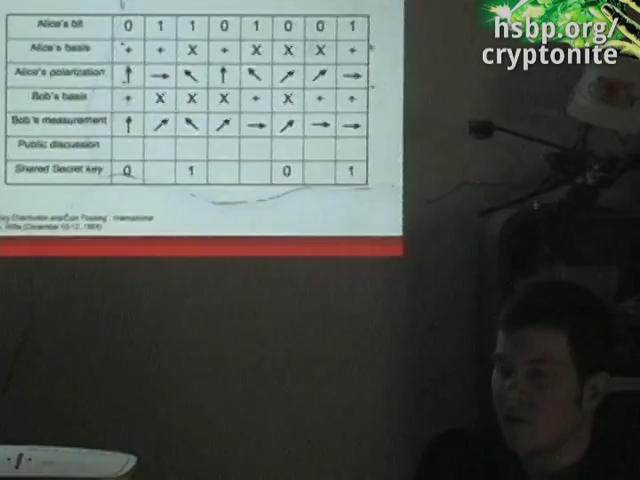 hsbp.org/
cryptonite
Alice's bit 0 1 1 0 1 0 0 1
Alice's basis + + X + X X X +
Alice's polarization ↑ → ↖ ↑ ↖ ↗ ↗ →
Bob's basis + X X X + X + +
Bob's measurement ↑ ↗ ↖ ↗ → ↗ → →
Public discussion
Shared Secret key 0 1 0 1